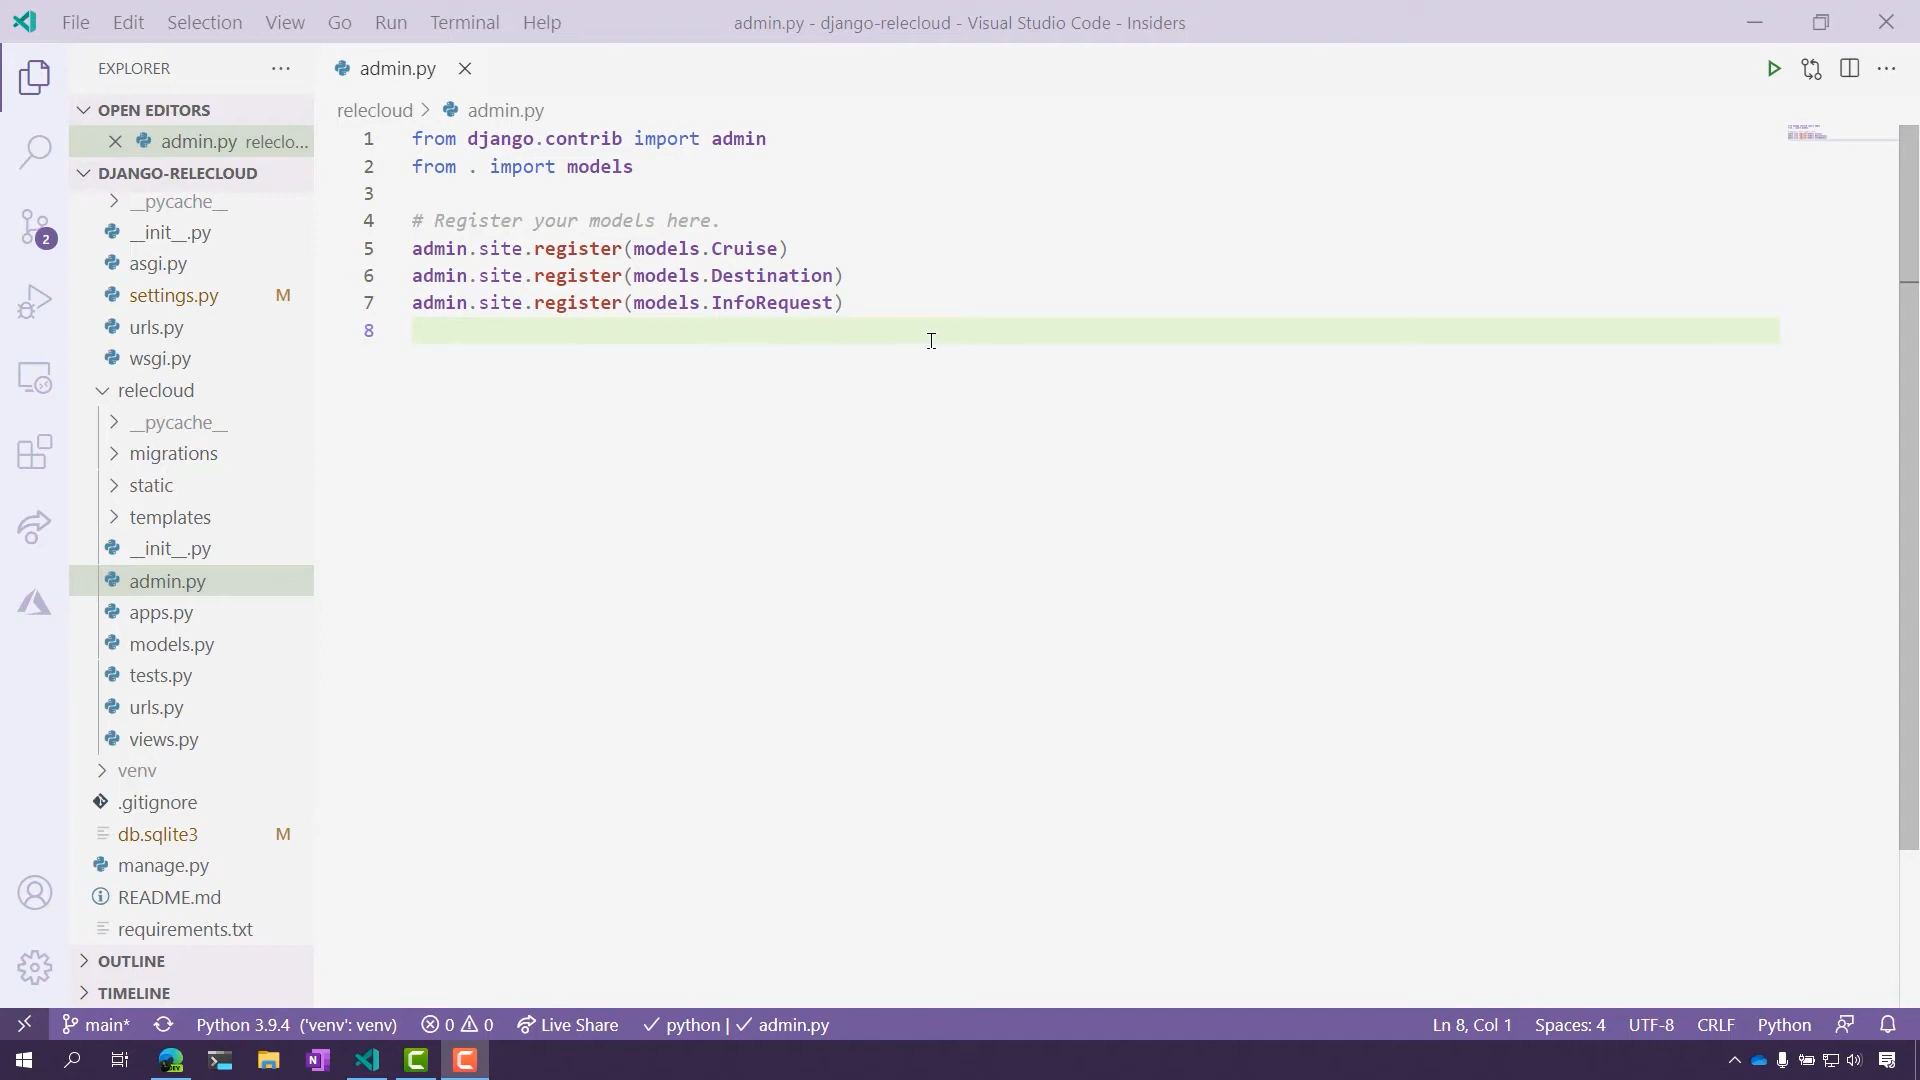 File Edit Selection View Go Run Terminal Help
admin.py - django-relecloud - Visual Studio Code - Insiders
EXPLORER
OPEN EDITORS
admin.py releclo...
DJANGO-RELECLOUD
__pycache__
__init__.py
asgi.py
settings.py M
urls.py
wsgi.py
relecloud
__pycache__
migrations
static
templates
__init__.py
admin.py
apps.py
models.py
tests.py
urls.py
views.py
venv
.gitignore
db.sqlite3 M
manage.py
README.md
requirements.txt
OUTLINE
TIMELINE
2
admin.py
relecloud > admin.py
1 from django.contrib import admin
2 from . import models
3
4 # Register your models here.
5 admin.site.register(models.Cruise)
6 admin.site.register(models.Destination)
7 admin.site.register(models.InfoRequest)
8
main* Python 3.9.4 ('venv': venv) 0 0 Live Share ✓ python | ✓ admin.py Ln 8, Col 1 Spaces: 4 UTF-8 CRLF Python
DEV N C C